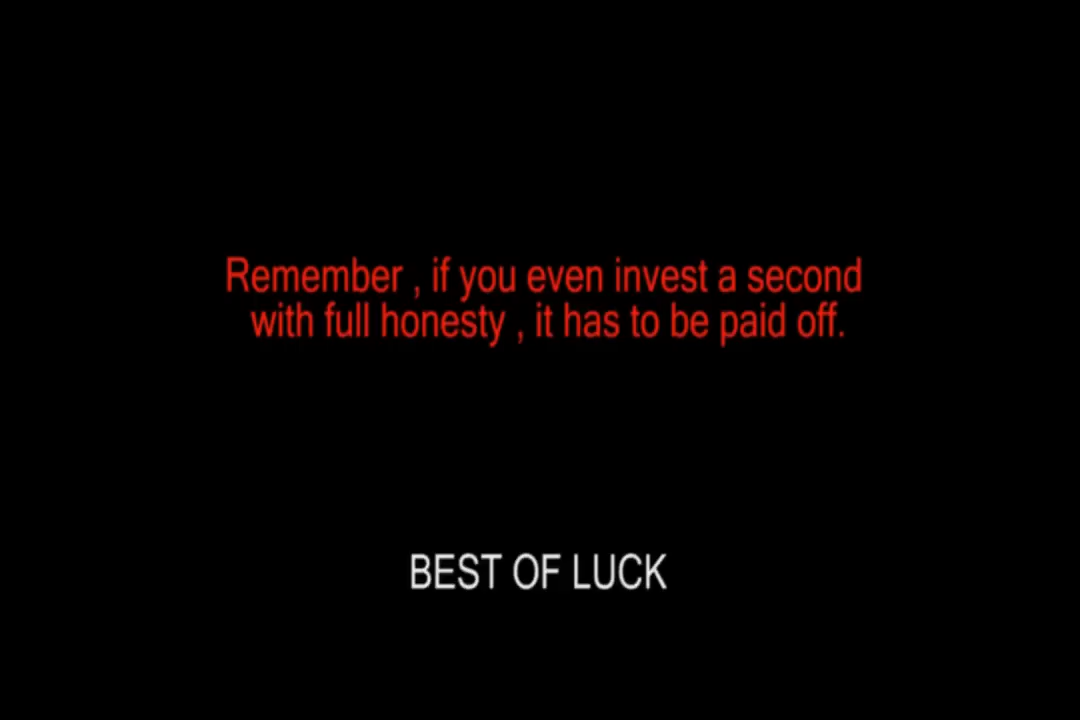 Remember , if you even invest a second
with full honesty , it has to be paid off.
BEST OF LUCK